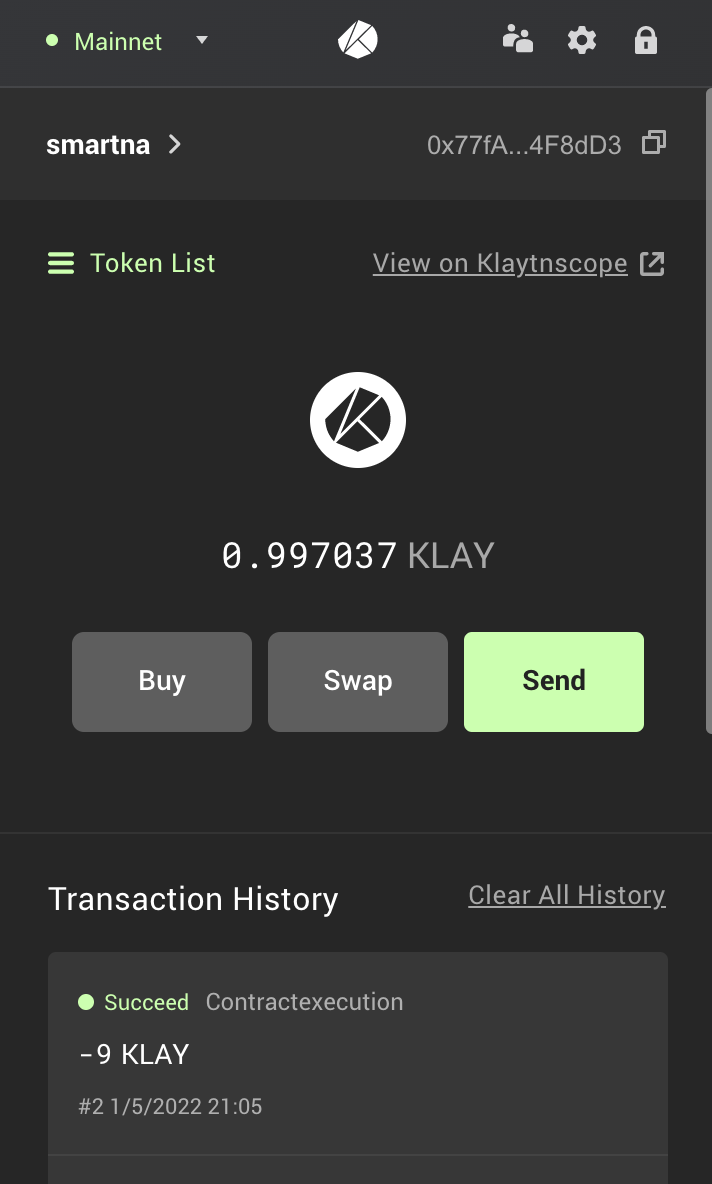 Mainnet
smartna 0x77fA...4F8dD3
Token List View on Klaytnscope
0.997037 KLAY
Buy Swap Send
Transaction History Clear All History
Succeed Contractexecution
-9 KLAY
#2 1/5/2022 21:05